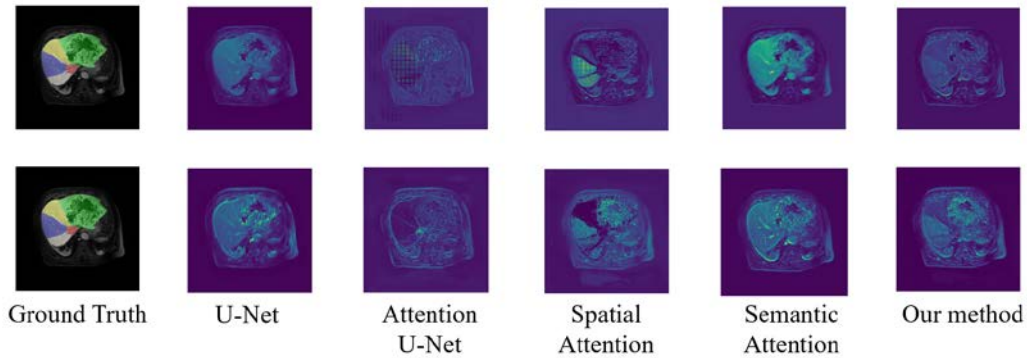 Ground Truth
U-Net
Attention
U-Net
Spatial
Attention
Semantic
Attention
Our method